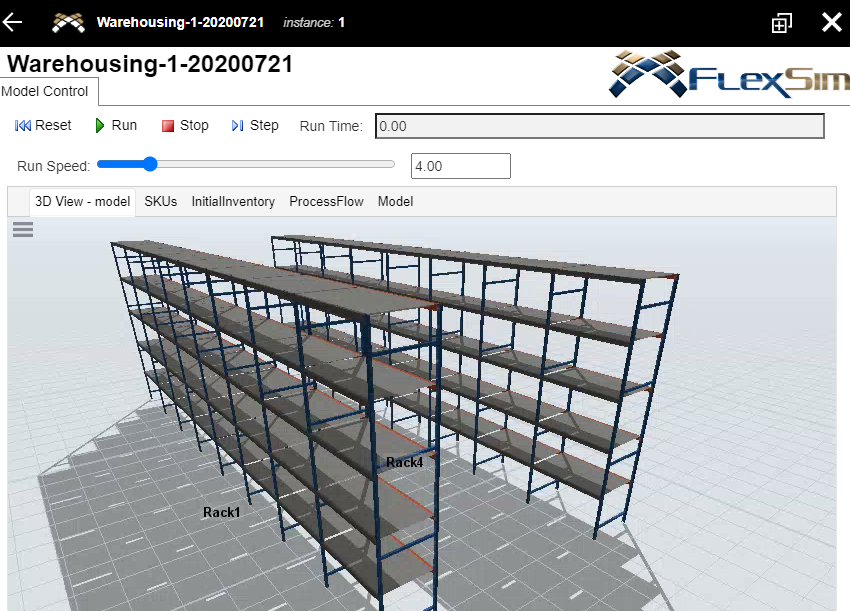 Warehousing-1-20200721 instance: 1
Warehousing-1-20200721
FLEXSIM
Model Control
Reset Run Stop Step Run Time: 0.00
Run Speed: 4.00
3D View - model SKUs InitialInventory ProcessFlow Model
Rack4
Rack1